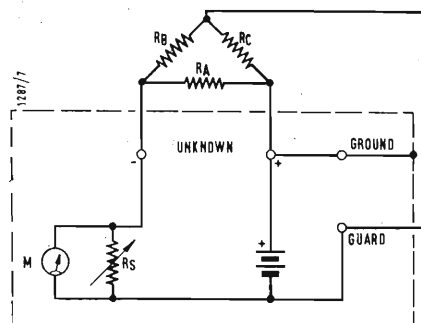 RB
RC
RA
1287/7
- UNKNOWN +
GROUND
GUARD
M
RS
+